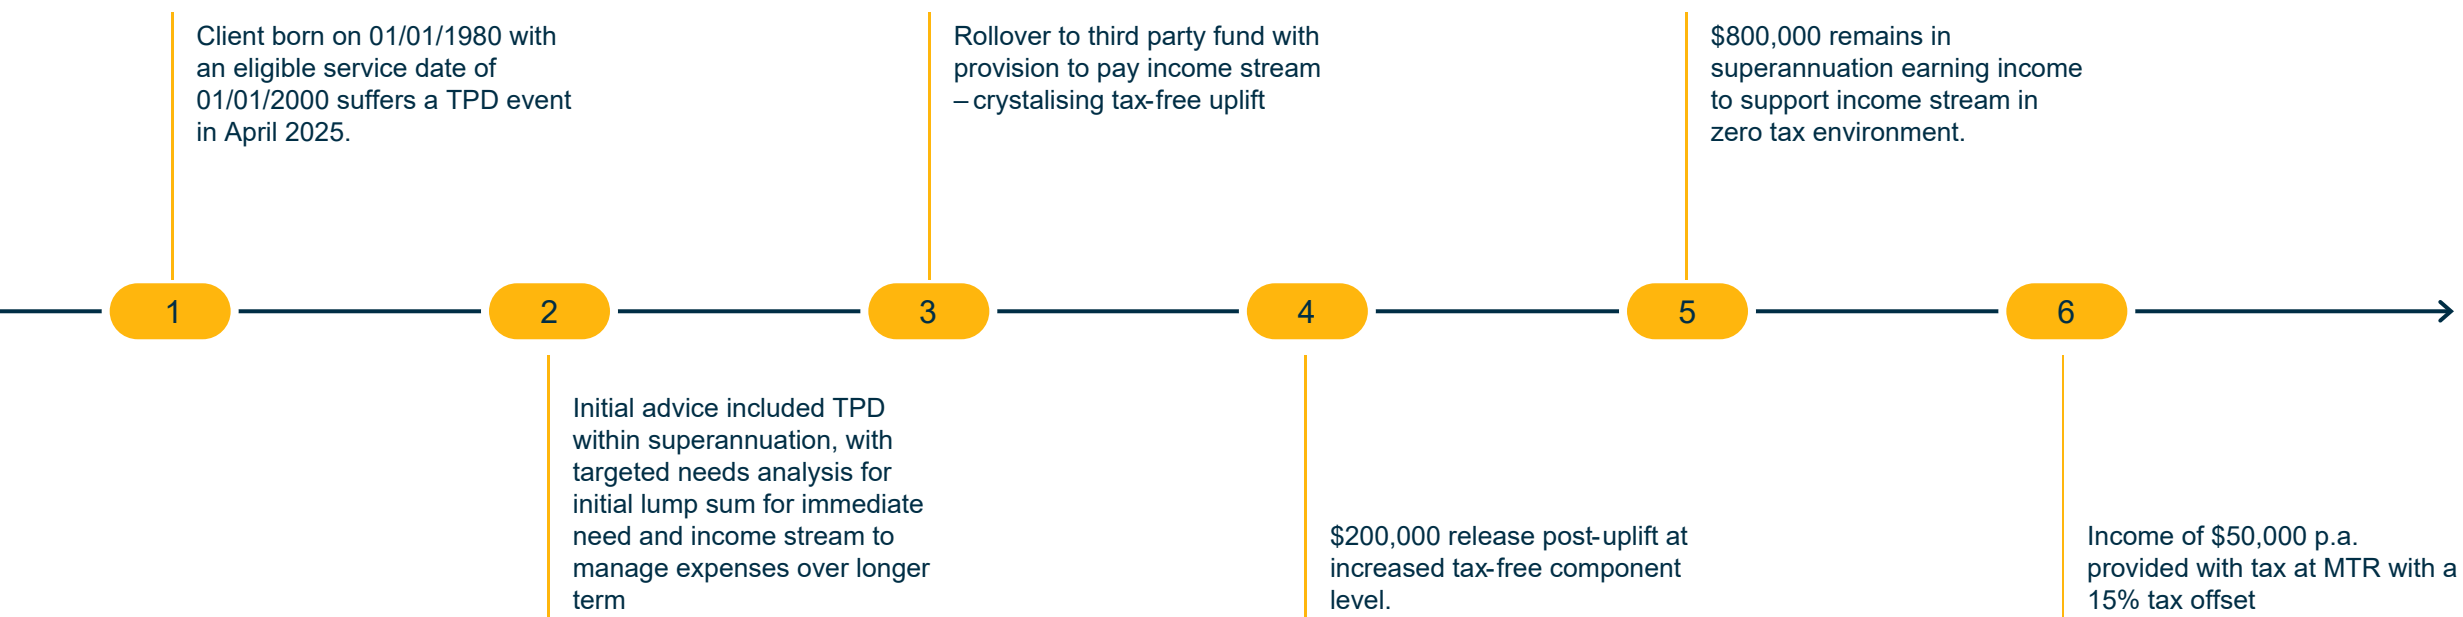 Client born on 01/01/1980 with
an eligible service date of
01/01/2000 suffers a TPD event
in April 2025.
Rollover to third party fund with
provision to pay income stream
– crystalising tax-free uplift
$800,000 remains in
superannuation earning income
to support income stream in
zero tax environment.
1
2
3
4
5
6
Initial advice included TPD
within superannuation, with
targeted needs analysis for
initial lump sum for immediate
need and income stream to
manage expenses over longer
term
$200,000 release post-uplift at
increased tax-free component
level.
Income of $50,000 p.a.
provided with tax at MTR with a
15% tax offset